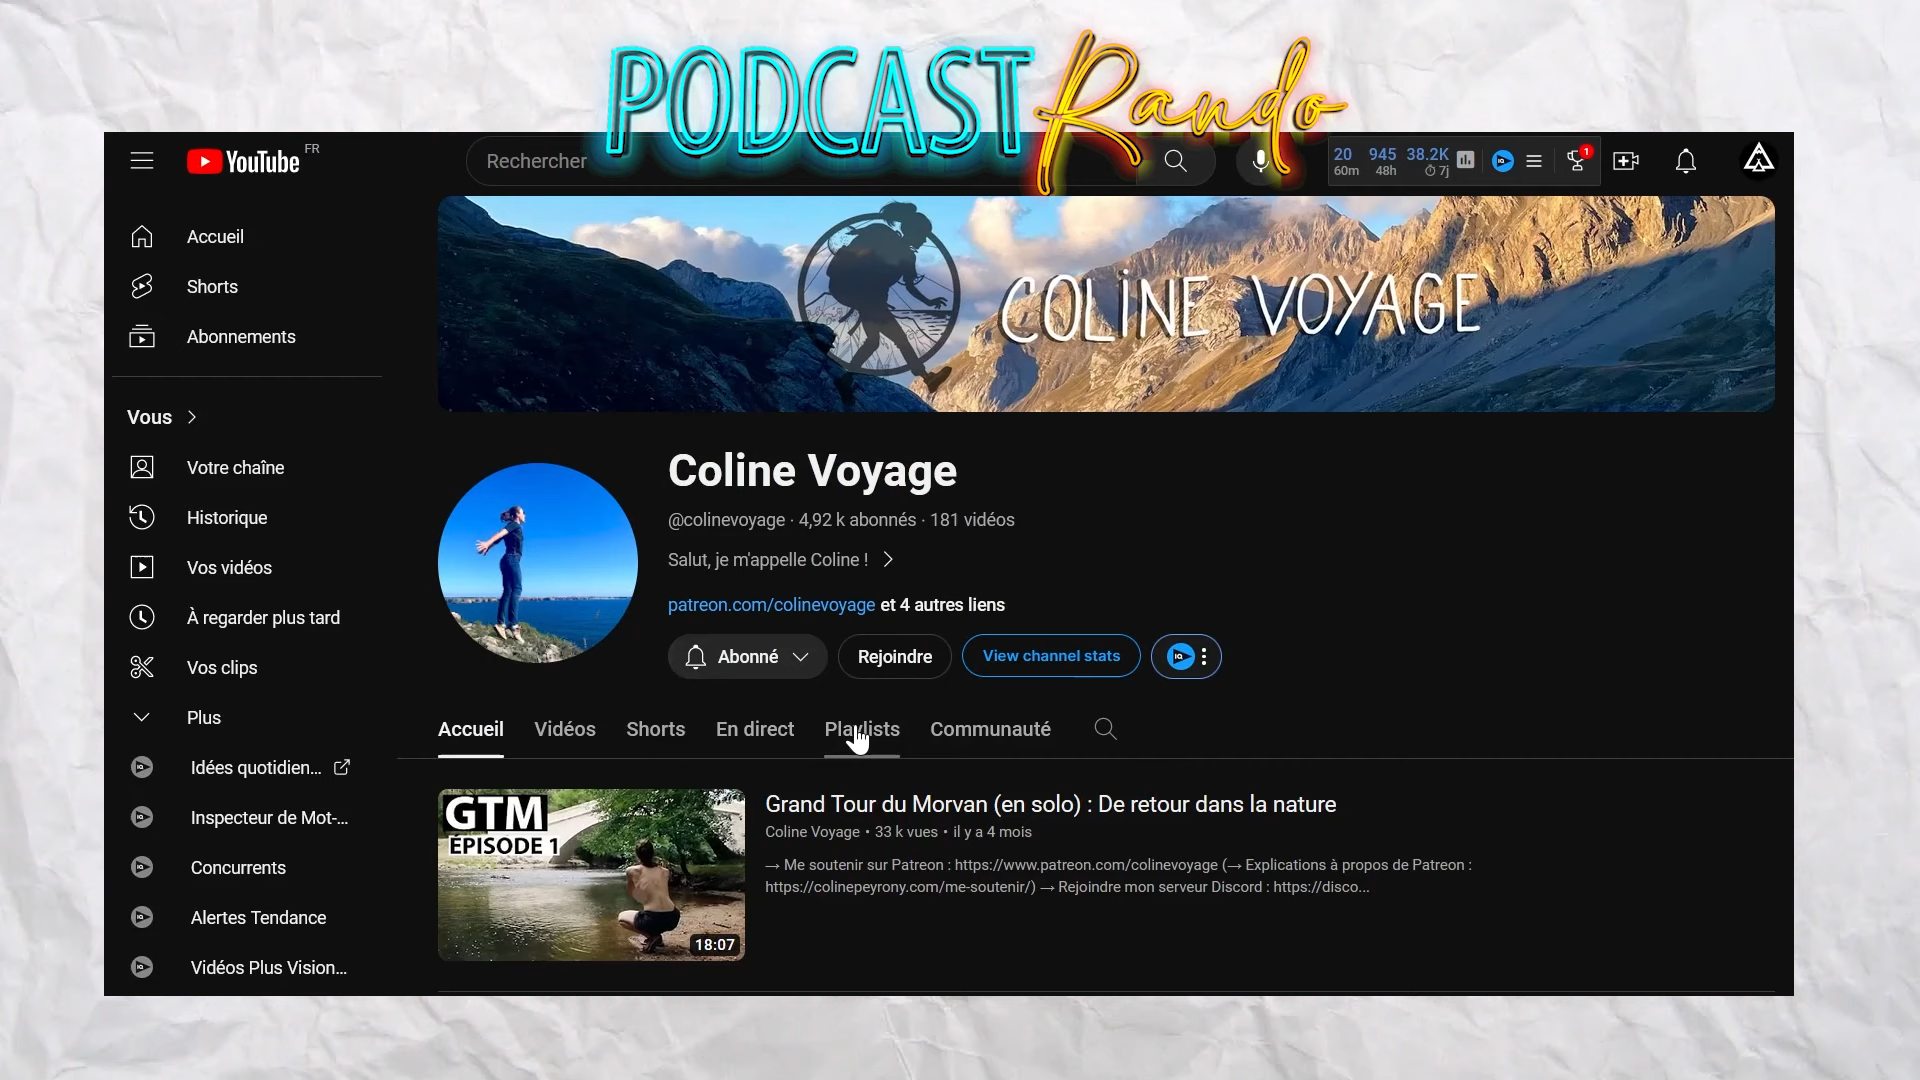 PODCAST Rando
YouTube FR
Rechercher
20 945 38.2K
60m 48h 7j
1
Accueil
Shorts
Abonnements
Vous
Votre chaîne
Historique
Vos vidéos
À regarder plus tard
Vos clips
Plus
Idées quotidien...
Inspecteur de Mot-...
Concurrents
Alertes Tendance
Vidéos Plus Vision...
COLINE VOYAGE
Coline Voyage
@colinevoyage · 4,92 k abonnés · 181 vidéos
Salut, je m'appelle Coline !
patreon.com/colinevoyage et 4 autres liens
Abonné Rejoindre View channel stats
Accueil Vidéos Shorts En direct Playlists Communauté
GTM
ÉPISODE 1
18:07
Grand Tour du Morvan (en solo) : De retour dans la nature
Coline Voyage • 33 k vues • il y a 4 mois
→ Me soutenir sur Patreon : https://www.patreon.com/colinevoyage (→ Explications à propos de Patreon :
https://colinepeyrony.com/me-soutenir/) → Rejoindre mon serveur Discord : https://disco...